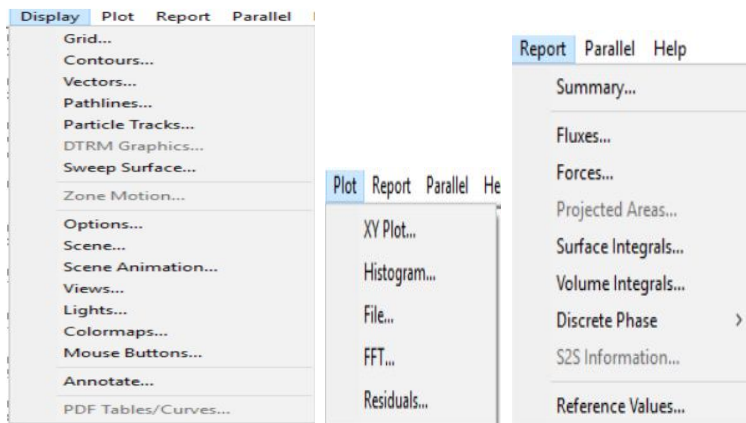 Display Plot Report Parallel
Grid...
Contours...
Vectors...
Pathlines...
Particle Tracks...
DTRM Graphics...
Sweep Surface...
Zone Motion...
Options...
Scene...
Scene Animation...
Views...
Lights...
Colormaps...
Mouse Buttons...
Annotate...
PDF Tables/Curves...
Plot Report Parallel He
XY Plot...
Histogram...
File...
FFT...
Residuals...
Report Parallel Help
Summary...
Fluxes...
Forces...
Projected Areas...
Surface Integrals...
Volume Integrals...
Discrete Phase >
S2S Information...
Reference Values...